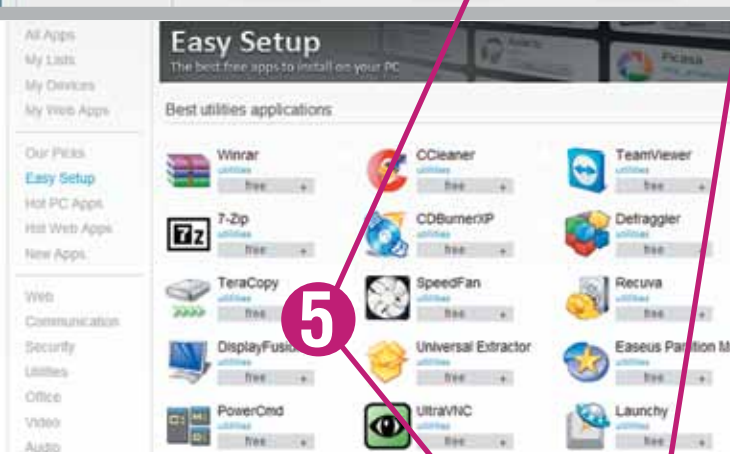 All Apps
My Lists
My Devices
My Web Apps
Our Picks
Easy Setup
Hot PC Apps
Hot Web Apps
New Apps
Web
Communication
Security
Utilities
Office
Video
Audio
Easy Setup
The best free apps to install on your PC
Picasa
Best utilities applications
Winrar
utilities
free +
CCleaner
utilities
free +
TeamViewer
utilities
free +
7-Zip
utilities
free +
CDBurnerXP
utilities
free +
Defraggler
utilities
free +
TeraCopy
utilities
free +
SpeedFan
utilities
free +
Recuva
utilities
free +
5
DisplayFusion
utilities
free +
Universal Extractor
utilities
free +
Easeus Partition M
utilities
free +
PowerCmd
utilities
free +
UltraVNC
utilities
free +
Launchy
utilities
free +